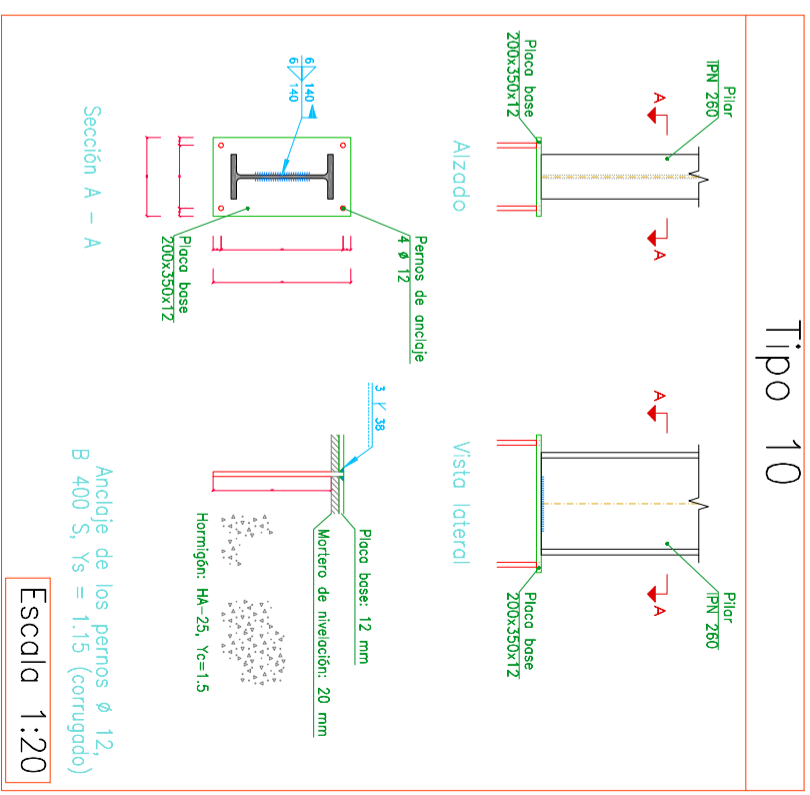 Tipo 10
Pilar
IPN 260
A
A
Placa base
200x350x12
Alzado
Pilar
IPN 260
A
A
Placa base
200x350x12
Vista lateral
6
140
6
140
Pernos de anclaje
4 ø 12
Placa base
200x350x12
Sección A - A
3
38
Placa base: 12 mm
Mortero de nivelación: 20 mm
Hormigón: HA-25, Yc=1.5
Anclaje de los pernos ø 12,
B 400 S, Ys = 1.15 (corrugado)
Escala 1:20